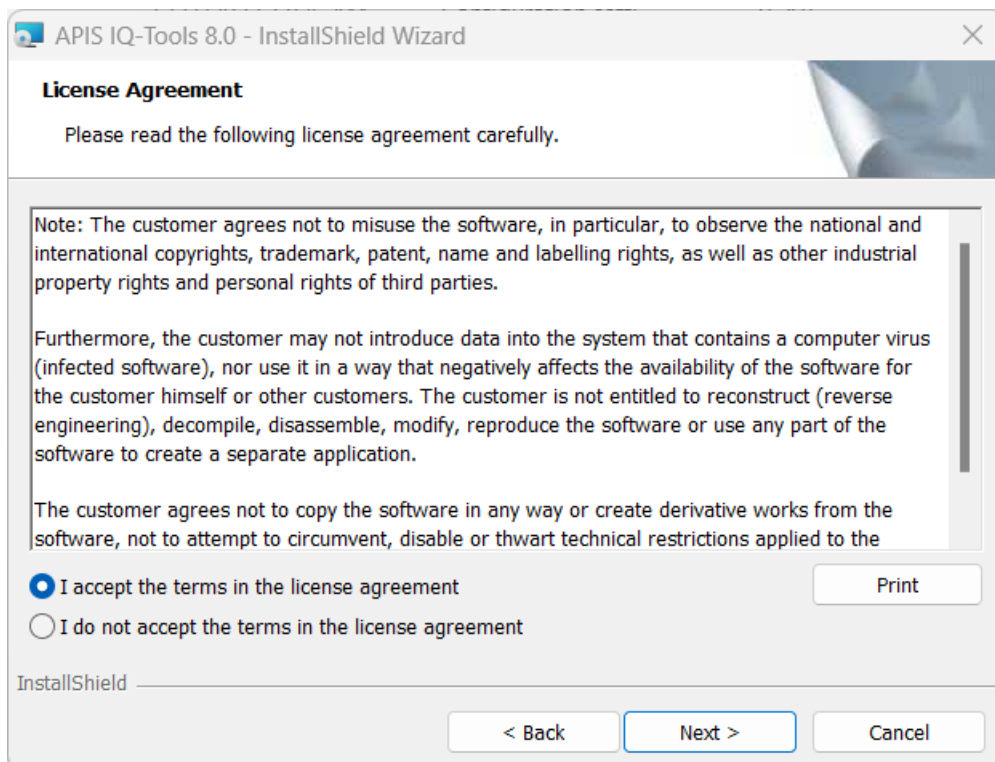 APIS IQ-Tools 8.0 - InstallShield Wizard
License Agreement
Please read the following license agreement carefully.
Note: The customer agrees not to misuse the software, in particular, to observe the national and
international copyrights, trademark, patent, name and labelling rights, as well as other industrial
property rights and personal rights of third parties.
Furthermore, the customer may not introduce data into the system that contains a computer virus
(infected software), nor use it in a way that negatively affects the availability of the software for
the customer himself or other customers. The customer is not entitled to reconstruct (reverse
engineering), decompile, disassemble, modify, reproduce the software or use any part of the
software to create a separate application.
The customer agrees not to copy the software in any way or create derivative works from the
software, not to attempt to circumvent, disable or thwart technical restrictions applied to the
I accept the terms in the license agreement
Print
I do not accept the terms in the license agreement
InstallShield
< Back
Next >
Cancel